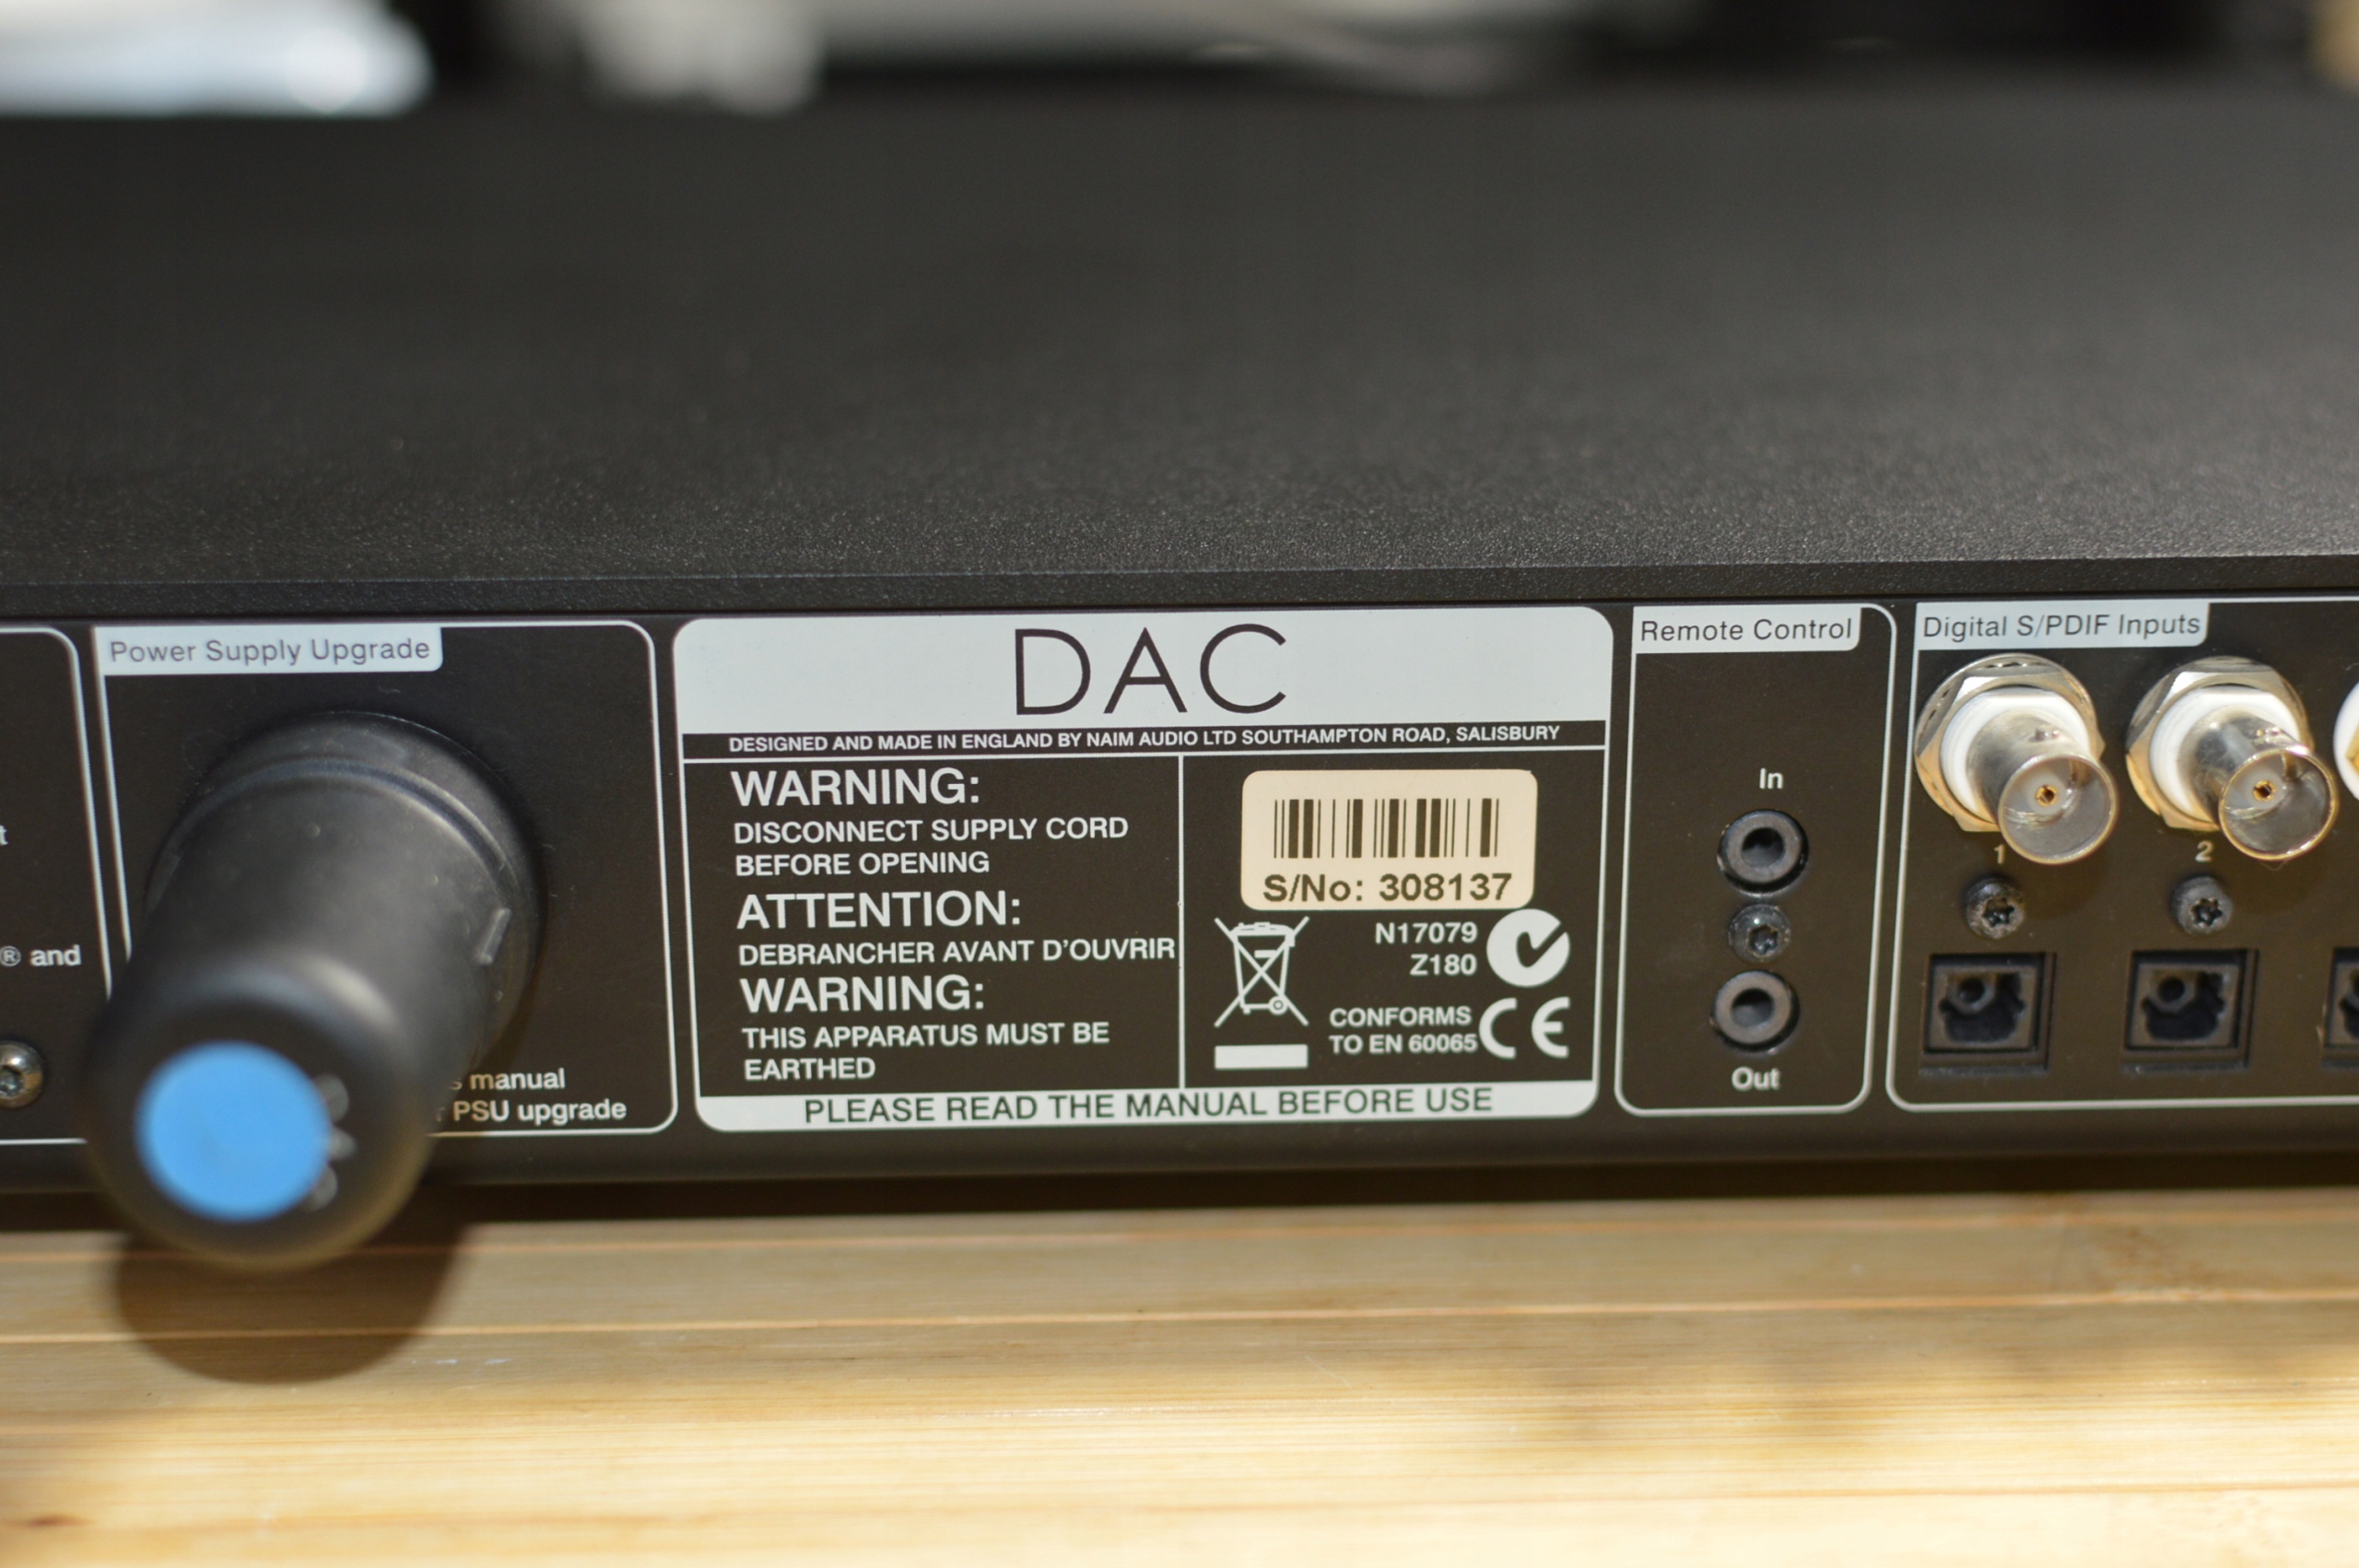 t
® and
Power Supply Upgrade
manual
PSU upgrade
DAC
DESIGNED AND MADE IN ENGLAND BY NAIM AUDIO LTD SOUTHAMPTON ROAD, SALISBURY
WARNING:
DISCONNECT SUPPLY CORD
BEFORE OPENING
ATTENTION:
DEBRANCHER AVANT D'OUVRIR
WARNING:
THIS APPARATUS MUST BE
EARTHED
S/No: 308137
N17079
Z180
CONFORMS
TO EN 60065
CE
PLEASE READ THE MANUAL BEFORE USE
Remote Control
In
Out
Digital S/PDIF Inputs
1
2